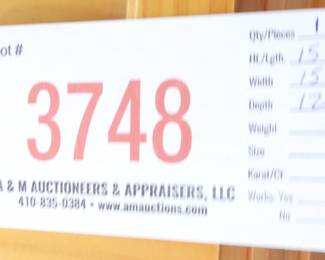 ot #
3748
A & M AUCTIONEERS & APPRAISERS, LLC
410-835-0384 • www.amauctions.com
Qty/Pieces 1
Ht./Lgth 15
Width 15
Depth 12
Weight
Size
Karat/Ct
Works: Yes
No